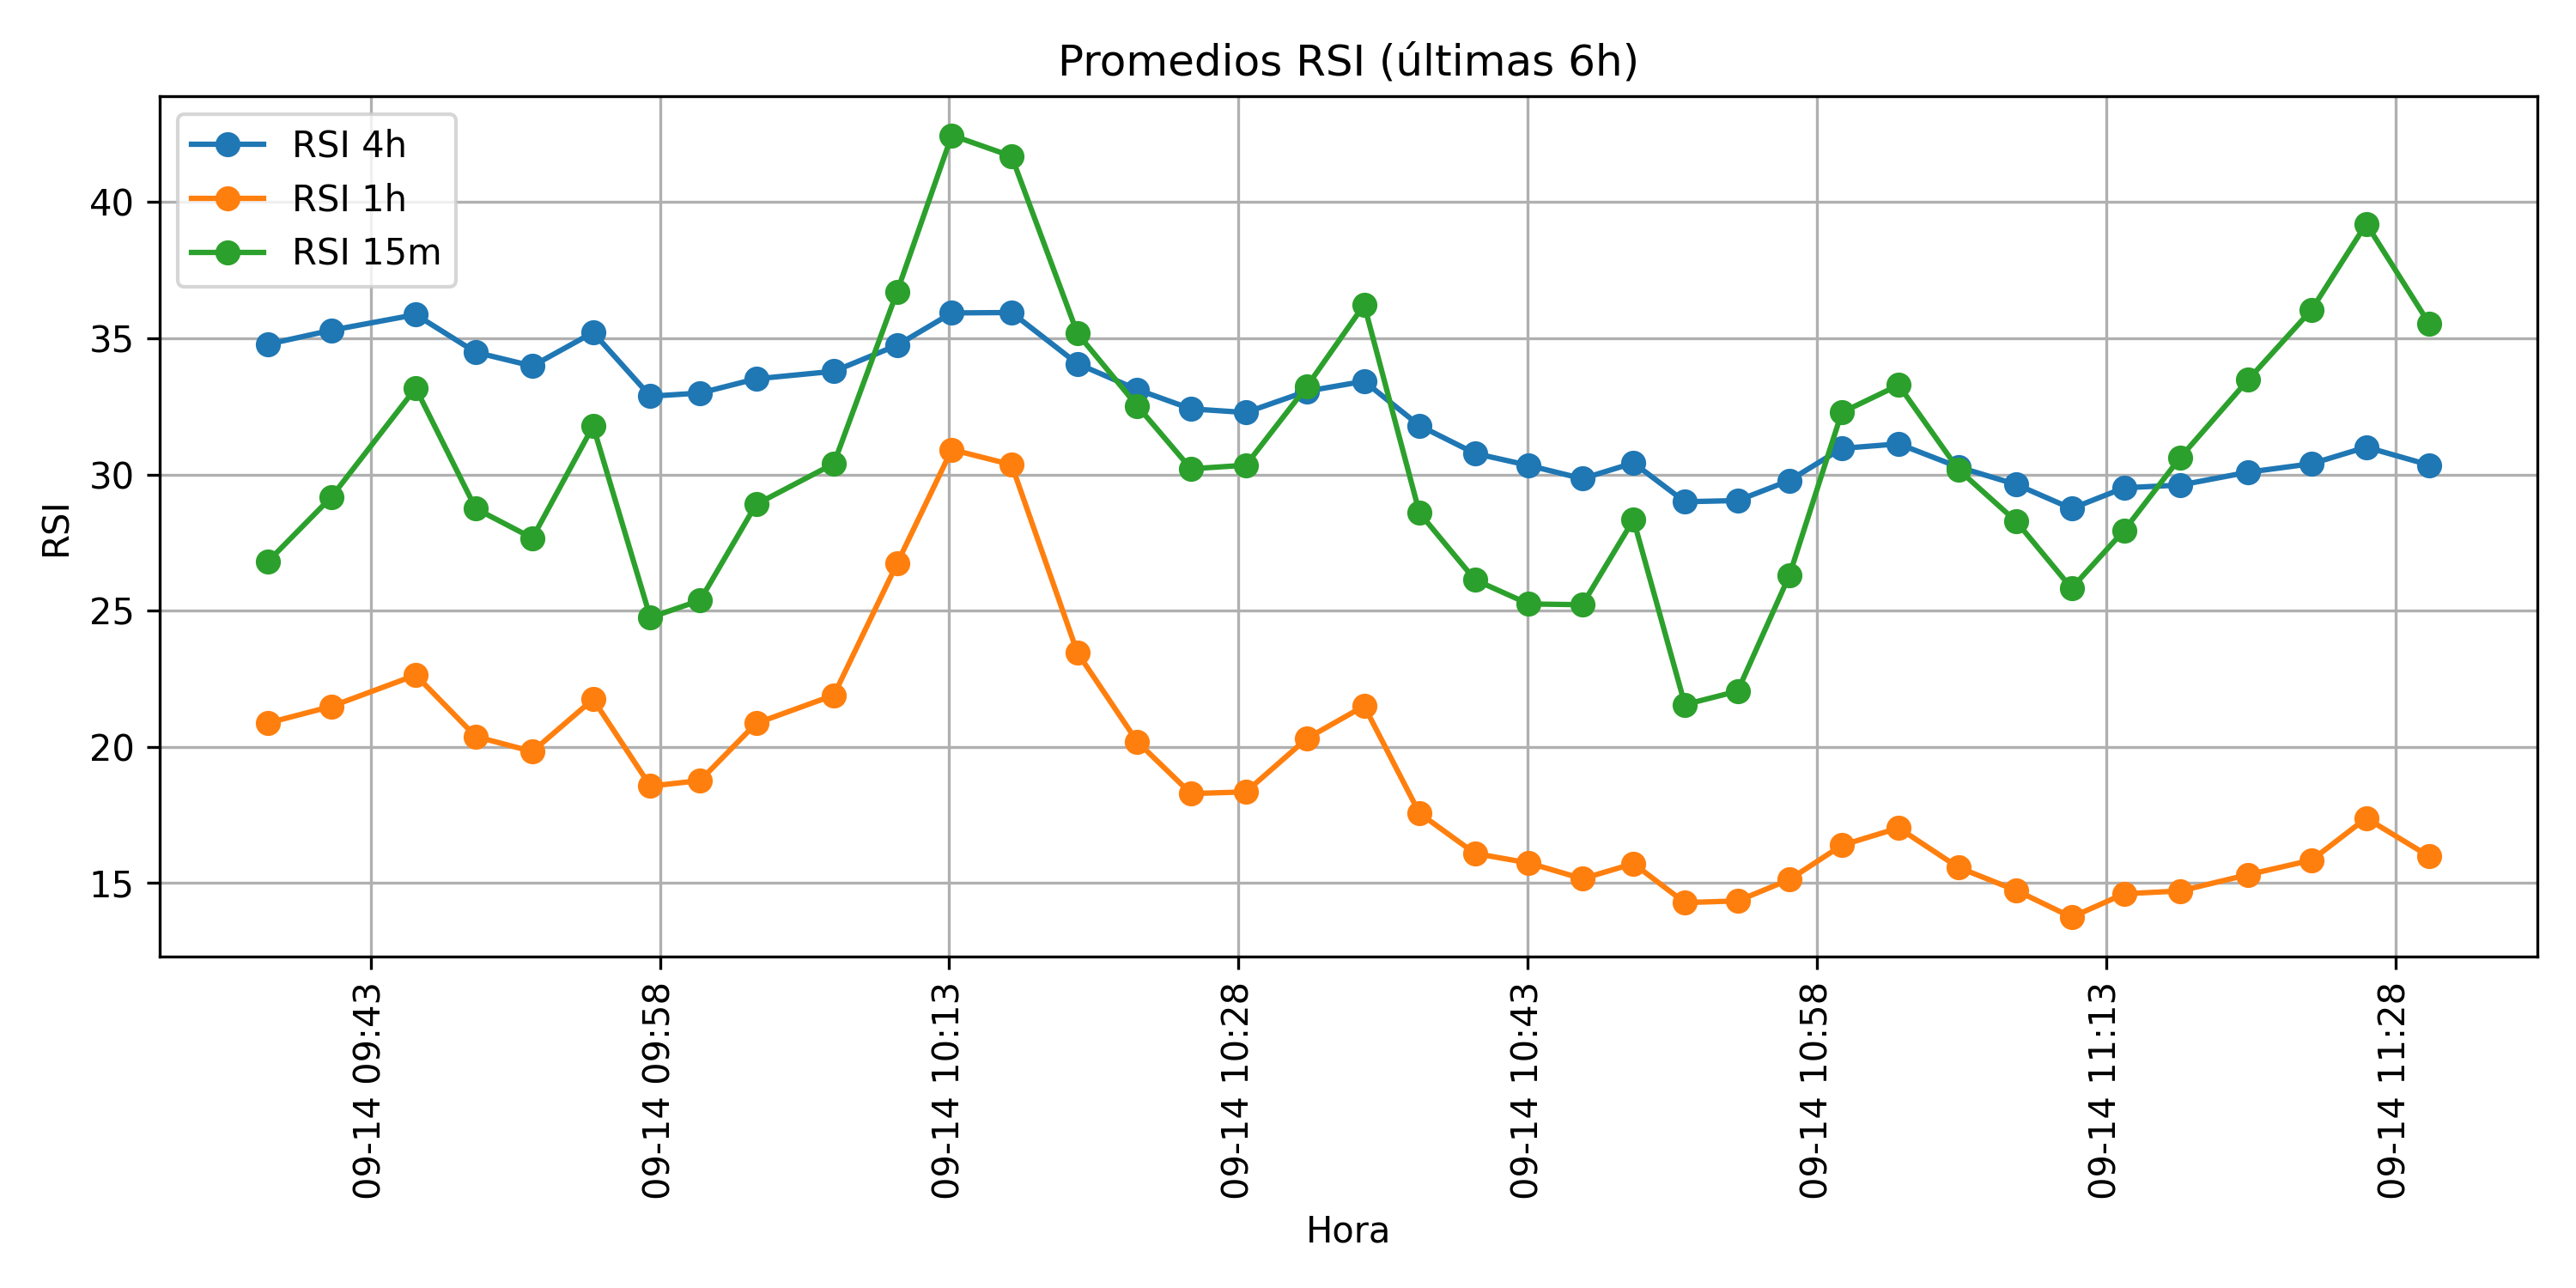 Promedios RSI (últimas 6h)
RSI 4h
RSI 1h
RSI 15m
RSI
40
35
30
25
20
15
09-14 09:43
09-14 09:58
09-14 10:13
09-14 10:28
09-14 10:43
09-14 10:58
09-14 11:13
09-14 11:28
Hora